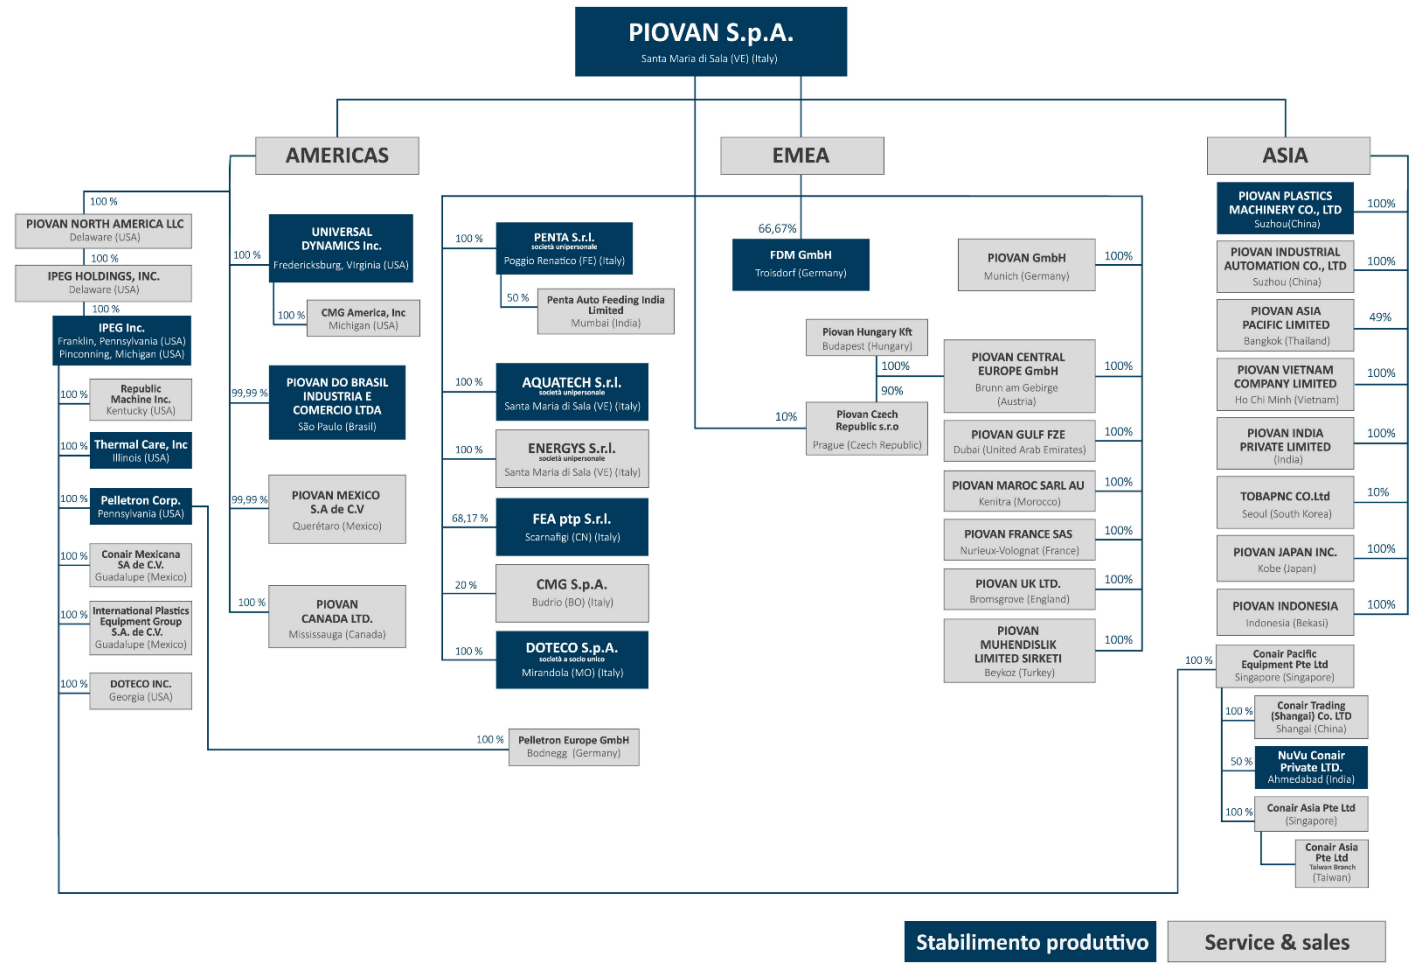 PIOVAN S.p.A.
Santa Maria di Sala (VE) (Italy)
AMERICAS
EMEA
ASIA
100 %
PIOVAN NORTH AMERICA LLC
Delaware (USA)
100 %
IPEG HOLDINGS, INC.
Delaware (USA)
100 %
IPEG Inc.
Franklin, Pennsylvania (USA)
Pinconning, Michigan (USA)
100 %
Republic
Machine Inc.
Kentucky (USA)
100 %
Thermal Care, Inc
Illinois (USA)
100 %
Pelletron Corp.
Pennsylvania (USA)
100 %
Conair Mexicana
SA de C.V.
Guadalupe (Mexico)
100 %
International Plastics
Equipment Group
S.A. de C.V.
Guadalupe (Mexico)
100 %
DOTECO INC.
Georgia (USA)
100 %
UNIVERSAL
DYNAMICS Inc.
Fredericksburg, Virginia (USA)
100 %
CMG America, Inc
Michigan (USA)
99,99 %
PIOVAN DO BRASIL
INDUSTRIA E
COMERCIO LTDA
São Paulo (Brasil)
99,99 %
PIOVAN MEXICO
S.A de C.V
Querétaro (Mexico)
100 %
PIOVAN
CANADA LTD.
Mississauga (Canada)
100 %
PENTA S.r.l.
società unipersonale
Poggio Renatico (FE) (Italy)
50 %
Penta Auto Feeding India
Limited
Mumbai (India)
100 %
AQUATECH S.r.l.
società unipersonale
Santa Maria di Sala (VE) (Italy)
100 %
ENERGYS S.r.l.
società unipersonale
Santa Maria di Sala (VE) (Italy)
68,17 %
FEA ptp S.r.l.
Scarnafigi (CN) (Italy)
20 %
CMG S.p.A.
Budrio (BO) (Italy)
100 %
DOTECO S.p.A.
società a socio unico
Mirandola (MO) (Italy)
100 %
Pelletron Europe GmbH
Bodnegg (Germany)
66,67%
FDM GmbH
Troisdorf (Germany)
PIOVAN GmbH
Munich (Germany)
100%
Piovan Hungary Kft
Budapest (Hungary)
100%
90%
10%
Piovan Czech
Republic s.r.o
Prague (Czech Republic)
PIOVAN CENTRAL
EUROPE GmbH
Brunn am Gebirge
(Austria)
100%
PIOVAN GULF FZE
Dubai (United Arab Emirates)
100%
PIOVAN MAROC SARL AU
Kenitra (Morocco)
100%
PIOVAN FRANCE SAS
Nurieux-Volognat (France)
100%
PIOVAN UK LTD.
Bromsgrove (England)
100%
PIOVAN
MUHENDISLIK
LIMITED SIRKETI
Beykoz (Turkey)
100%
PIOVAN PLASTICS
MACHINERY CO., LTD
Suzhou(China)
100%
PIOVAN INDUSTRIAL
AUTOMATION CO., LTD
Suzhou (China)
100%
PIOVAN ASIA
PACIFIC LIMITED
Bangkok (Thailand)
49%
PIOVAN VIETNAM
COMPANY LIMITED
Ho Chi Minh (Vietnam)
100%
PIOVAN INDIA
PRIVATE LIMITED
(India)
100%
TOBAPNC CO.Ltd
Seoul (South Korea)
10%
PIOVAN JAPAN INC.
Kobe (Japan)
100%
PIOVAN INDONESIA
Indonesia (Bekasi)
100%
100 %
Conair Pacific
Equipment Pte Ltd
Singapore (Singapore)
100 %
Conair Trading
(Shangai) Co. LTD
Shangai (China)
50 %
NuVu Conair
Private LTD.
Ahmedabad (India)
100 %
Conair Asia Pte Ltd
(Singapore)
Conair Asia
Pte Ltd
Taiwan Branch
(Taiwan)
Stabilimento produttivo
Service & sales